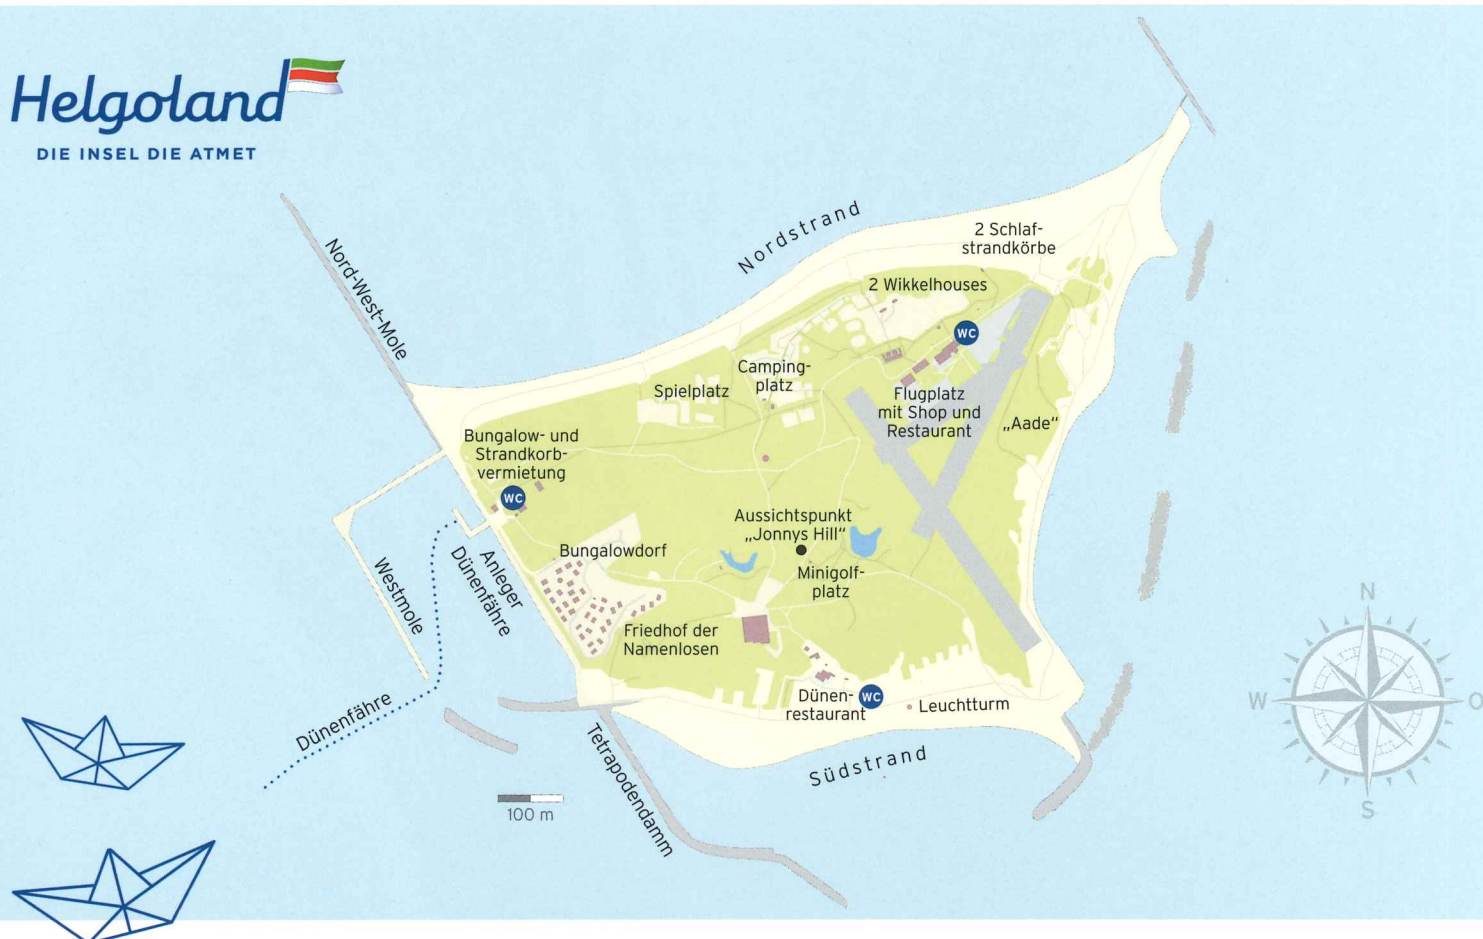 Helgoland
DIE INSEL DIE ATMET
Nordstrand
2 Schlaf-
strandkörbe
Nord-West-Mole
2 Wikkelhouses
WC
Camping-
platz
Spielplatz
Flugplatz
mit Shop und
Restaurant
„Aade“
Bungalow- und
Strandkorb-
vermietung
WC
Aussichtspunkt
„Jonnys Hill“
Bungalowdorf
Minigolf-
platz
Anleger
Dünenfähre
Westmole
Friedhof der
Namenlosen
Dünen-
restaurant
WC
Leuchtturm
Dünenfähre
Südstrand
Tetrapodendamm
100 m
N
W
O
S